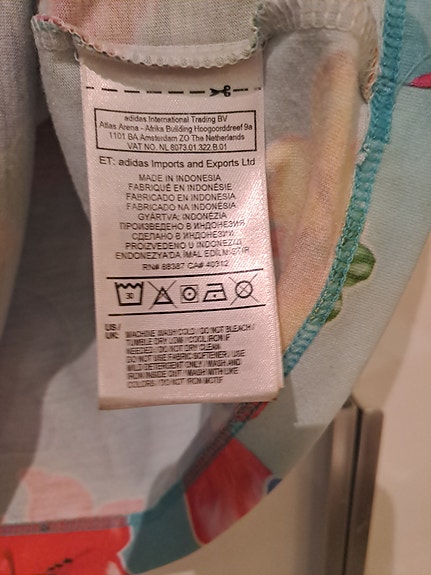 adidas International Trading BV
Atlas Arena - Afrika Building Hoogoorddreef 9a
1101 BA Amsterdam ZO The Netherlands
VAT NO. NL 8073.01.322.B.01
ET: adidas Imports and Exports Ltd
MADE IN INDONESIA
FABRIQUÉ EN INDONÉSIE
FABRICADO EN INDONESIA
FABRICADO NA INDONÉSIA
GYÁRTVA: INDONÉZIA
ПРОИЗВЕДЕНО В ИНДОНЕЗИЯ
СДЕЛАНО В ИНДОНЕЗИИ
PROIZVEDENO U INDONEZIJI
ENDONEZYA'DA IMAL EDİLMİŞTİR
RN# 88387 CA# 40312
30
US/ UK: MACHINE WASH COLD / DO NOT BLEACH /
TUMBLE DRY LOW / COOL IRON IF
NEEDED / DO NOT DRY CLEAN
DO NOT USE FABRIC SOFTENER / USE
MILD DETERGENT ONLY / WASH AND
IRON INSIDE OUT / WASH WITH LIKE
COLORS / DO NOT IRON MOTIF